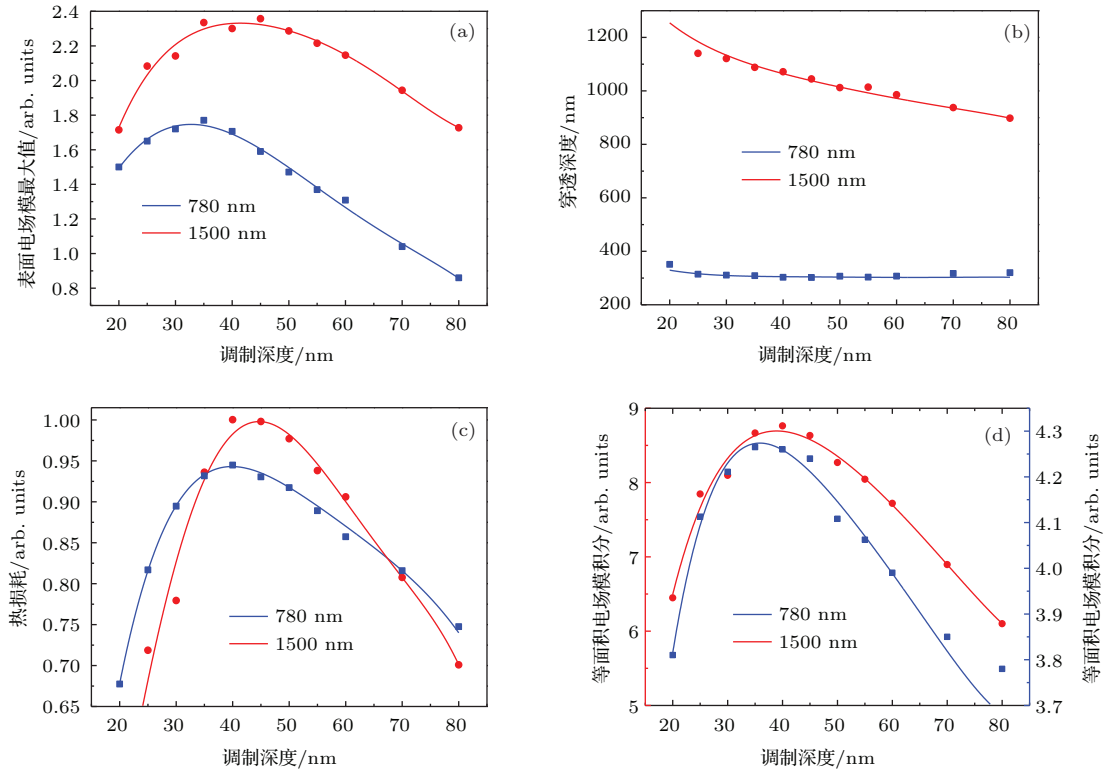 (a)
2.4
2.2
2.0
1.8
1.6
1.4
1.2
1.0
0.8
表面电场模最大值/arb. units
780 nm
1500 nm
20 30 40 50 60 70 80
调制深度/nm
(b)
1200
1000
800
600
400
200
穿透深度/nm
780 nm
1500 nm
20 30 40 50 60 70 80
调制深度/nm
(c)
1.00
0.95
0.90
0.85
0.80
0.75
0.70
0.65
热损耗/arb. units
780 nm
1500 nm
20 30 40 50 60 70 80
调制深度/nm
(d)
9
8
7
6
5
等面积电场模积分/arb. units
780 nm
1500 nm
4.3
4.2
4.1
4.0
3.9
3.8
3.7
等面积电场模积分/arb. units
20 30 40 50 60 70 80
调制深度/nm